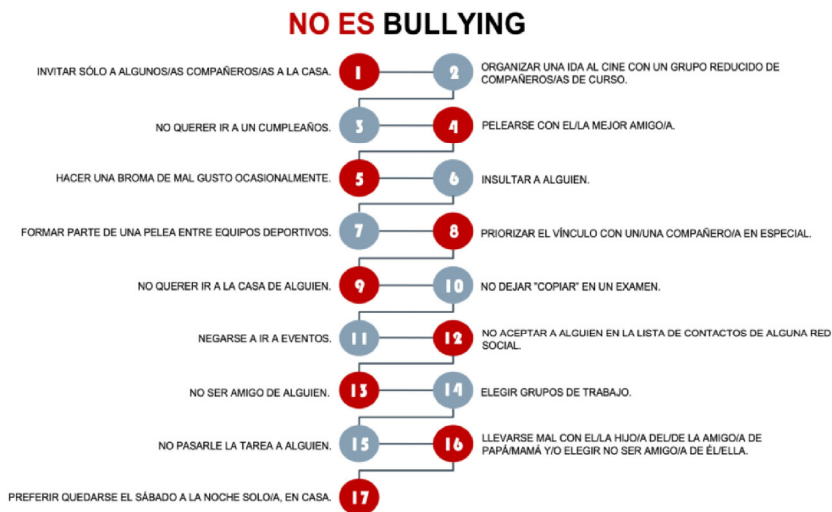 NO ES BULLYING
INVITAR SÓLO A ALGUNOS/AS COMPAÑEROS/AS A LA CASA.
1
2
ORGANIZAR UNA IDA AL CINE CON UN GRUPO REDUCIDO DE
COMPAÑEROS/AS DE CURSO.
NO QUERER IR A UN CUMPLEAÑOS.
3
4
PELEARSE CON EL/LA MEJOR AMIGO/A.
HACER UNA BROMA DE MAL GUSTO OCASIONALMENTE.
5
6
INSULTAR A ALGUIEN.
FORMAR PARTE DE UNA PELEA ENTRE EQUIPOS DEPORTIVOS.
7
8
PRIORIZAR EL VÍNCULO CON UN/UNA COMPAÑERO/A EN ESPECIAL.
NO QUERER IR A LA CASA DE ALGUIEN.
9
10
NO DEJAR "COPIAR" EN UN EXAMEN.
NEGARSE A IR A EVENTOS.
11
12
NO ACEPTAR A ALGUIEN EN LA LISTA DE CONTACTOS DE ALGUNA RED
SOCIAL.
NO SER AMIGO DE ALGUIEN.
13
14
ELEGIR GRUPOS DE TRABAJO.
NO PASARLE LA TAREA A ALGUIEN.
15
16
LLEVARSE MAL CON EL/LA HIJO/A DEL/DE LA AMIGO/A DE
PAPÁ/MAMÁ Y/O ELEGIR NO SER AMIGO/A DE ÉL/ELLA.
PREFERIR QUEDARSE EL SÁBADO A LA NOCHE SOLO/A, EN CASA.
17